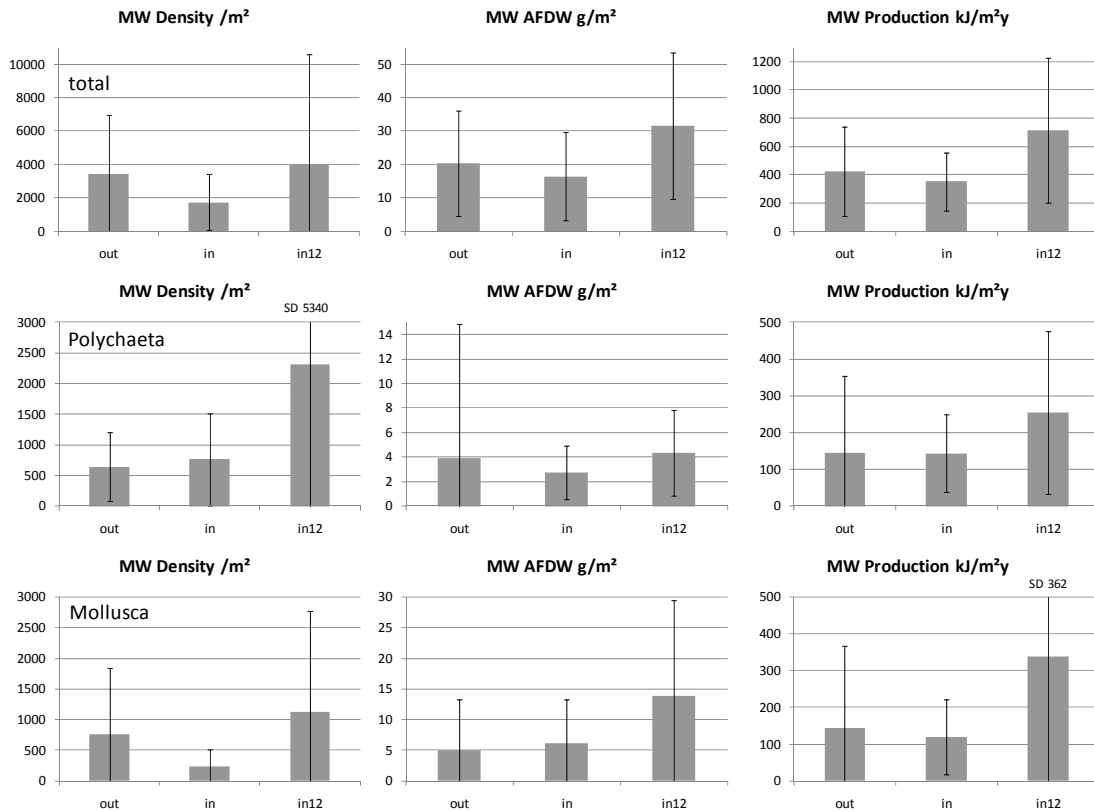 MW Density /m²
10000
8000
6000
4000
2000
0
total
out in in12
MW AFDW g/m²
50
40
30
20
10
0
out in in12
MW Production kJ/m²y
1200
1000
800
600
400
200
0
out in in12
MW Density /m²
SD 5340
3000
2500
2000
1500
1000
500
0
Polychaeta
out in in12
MW AFDW g/m²
14
12
10
8
6
4
2
0
out in in12
MW Production kJ/m²y
500
400
300
200
100
0
out in in12
MW Density /m²
3000
2500
2000
1500
1000
500
0
Mollusca
out in in12
MW AFDW g/m²
30
25
20
15
10
5
0
out in in12
MW Production kJ/m²y
SD 362
500
400
300
200
100
0
out in in12